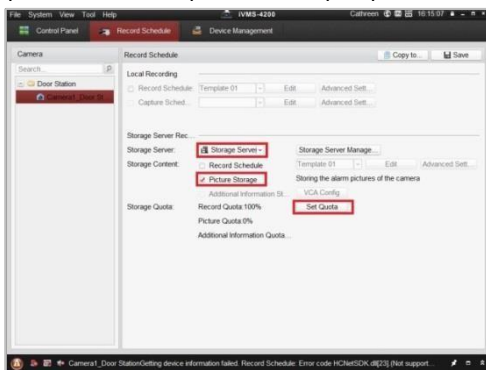 File System View Tool Help iVMS-4200 Cathreen 16:15:07
Control Panel Record Schedule Device Management
Camera
Record Schedule
Copy to... Save
Search...
Door Station
Camera1_Door St...
Local Recording
Record Schedule: Template 01 Edit Advanced Sett...
Capture Sched... Template 01 Edit Advanced Sett...
Storage Server Rec...
Storage Server: Storage Server Storage Server Manage...
Storage Content: Record Schedule Template 01 Edit Advanced Sett...
Picture Storage Storing the alarm pictures of the camera
Additional Information St... VCA Config
Storage Quota: Record Quota:100% Set Quota
Picture Quota:0%
Additional Information Quota...
Camera1_Door StationGetting device information failed. Record Schedule: Error code HCNetSDK.dll[23].(Not support...